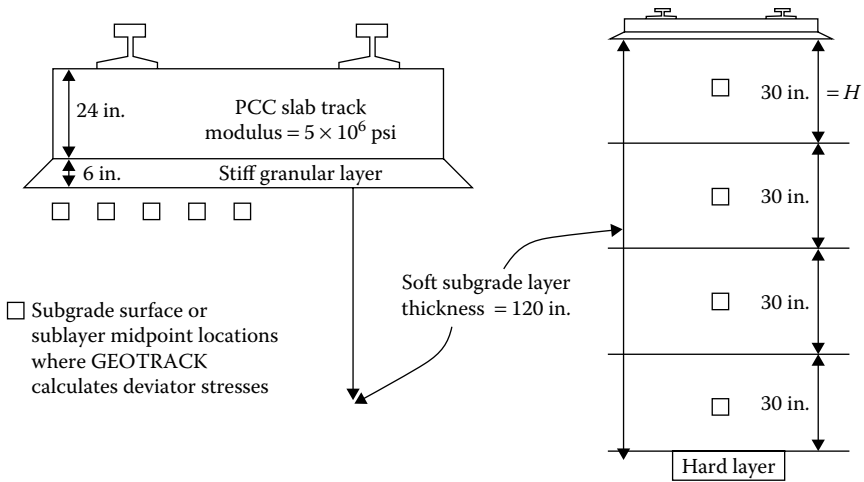 24 in.
PCC slab track
modulus = 5 × 10⁶ psi
6 in.
Stiff granular layer
Subgrade surface or
sublayer midpoint locations
where GEOTRACK
calculates deviator stresses
Soft subgrade layer
thickness = 120 in.
30 in. = H
30 in.
30 in.
30 in.
Hard layer